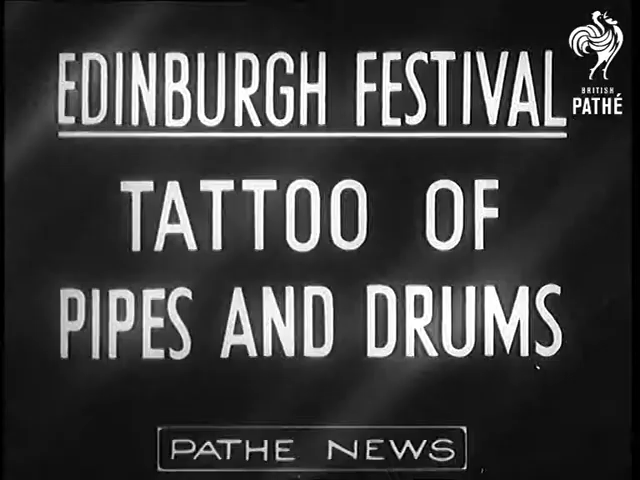 EDINBURGH FESTIVAL
BRITISH
PATHÉ
TATTOO OF
PIPES AND DRUMS
PATHE NEWS